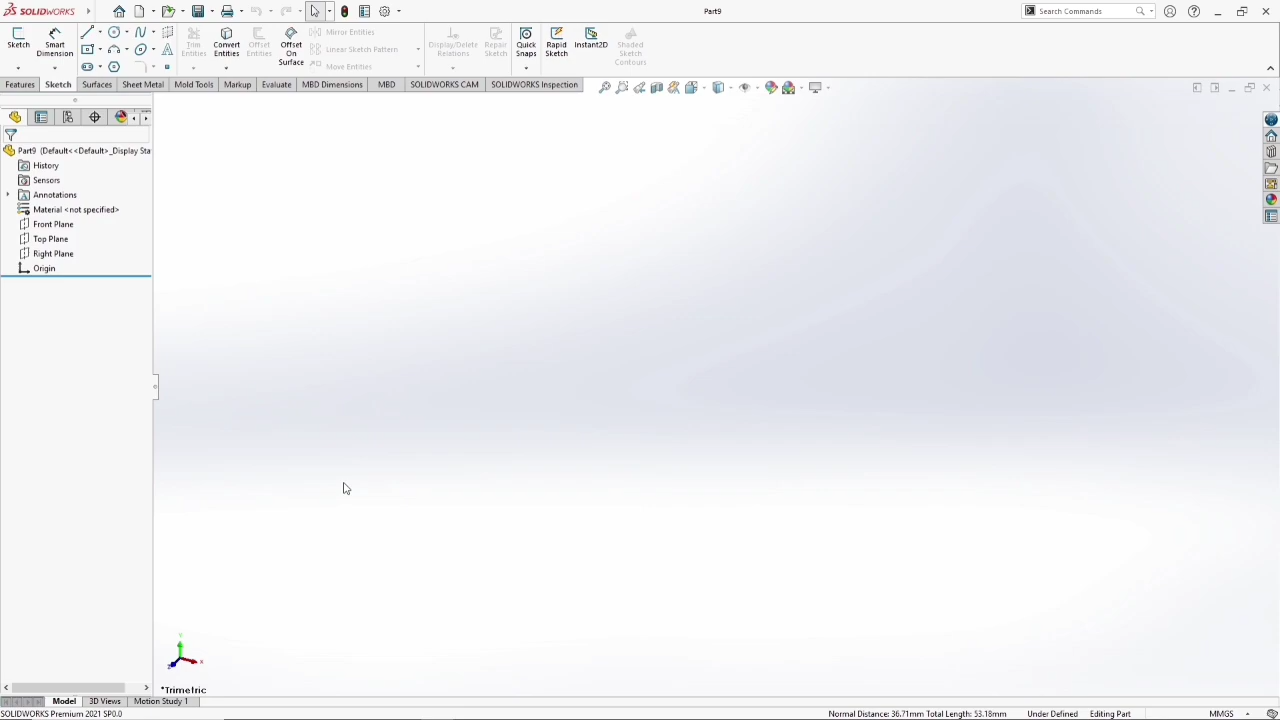 SOLIDWORKS
Part9
Search Commands
Sketch
Smart
Dimension
Trim
Entities
Convert
Entities
Offset
Entities
Offset
On
Surface
Mirror Entities
Linear Sketch Pattern
Move Entities
Display/Delete
Relations
Repair
Sketch
Quick
Snaps
Rapid
Sketch
Instant2D
Shaded
Sketch
Contours
Features
Sketch
Surfaces
Sheet Metal
Mold Tools
Markup
Evaluate
MBD Dimensions
MBD
SOLIDWORKS CAM
SOLIDWORKS Inspection
Part9 (Default<<Default>_Display Sta
History
Sensors
Annotations
Material <not specified>
Front Plane
Top Plane
Right Plane
Origin
Y
X
Z
*Trimetric
Model
3D Views
Motion Study 1
SOLIDWORKS Premium 2021 SP0.0
Normal Distance: 36.71mm Total Length: 53.18mm
Under Defined
Editing Part
MMGS